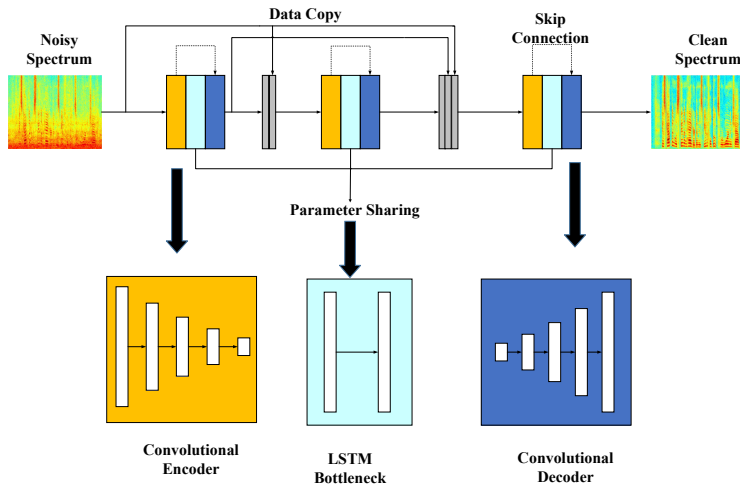 Data Copy
Noisy
Spectrum
Skip
Connection
Clean
Spectrum
Parameter Sharing
Convolutional
Encoder
LSTM
Bottleneck
Convolutional
Decoder